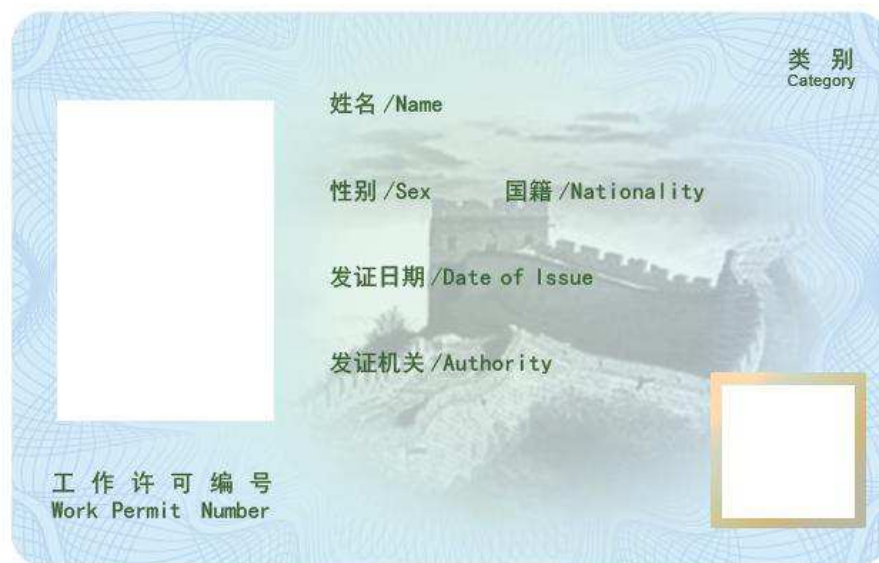 类 别
Category
姓名/Name
性别/Sex 国籍/Nationality
发证日期/Date of Issue
发证机关/Authority
工 作 许 可 编 号
Work Permit Number